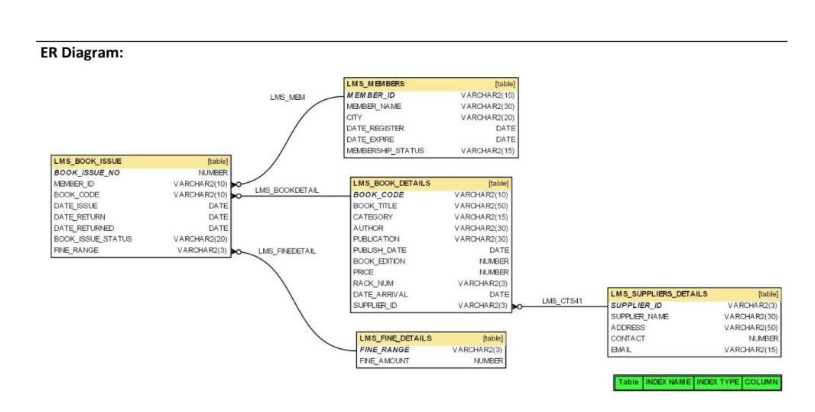 ER Diagram:
LMS_MEMBERS [table]
MEMBER_ID VARCHAR2(10)
MEMBER_NAME VARCHAR2(30)
CITY VARCHAR2(20)
DATE_REGISTER DATE
DATE_EXPIRE DATE
MEMBERSHIP_STATUS VARCHAR2(15)
LMS_MEM
LMS_BOOK_ISSUE [table]
BOOK_ISSUE_NO NUMBER
MEMBER_ID VARCHAR2(10)
BOOK_CODE VARCHAR2(10)
DATE_ISSUE DATE
DATE_RETURN DATE
DATE_RETURNED DATE
BOOK_ISSUE_STATUS VARCHAR2(20)
FINE_RANGE VARCHAR2(3)
LMS_BOOKDETAIL
LMS_FINEDETAIL
LMS_BOOK_DETAILS [table]
BOOK_CODE VARCHAR2(10)
BOOK_TITLE VARCHAR2(50)
CATEGORY VARCHAR2(15)
AUTHOR VARCHAR2(30)
PUBLICATION VARCHAR2(30)
PUBLISH_DATE DATE
BOOK_EDITION NUMBER
PRICE NUMBER
RACK_NUM VARCHAR2(3)
DATE_ARRIVAL DATE
SUPPLIER_ID VARCHAR2(3)
LMS_CTS41
LMS_SUPPLIERS_DETAILS [table]
SUPPLIER_ID VARCHAR2(3)
SUPPLIER_NAME VARCHAR2(30)
ADDRESS VARCHAR2(50)
CONTACT NUMBER
EMAIL VARCHAR2(15)
LMS_FINE_DETAILS [table]
FINE_RANGE VARCHAR2(3)
FINE_AMOUNT NUMBER
Table INDEX NAME INDEX TYPE COLUMN